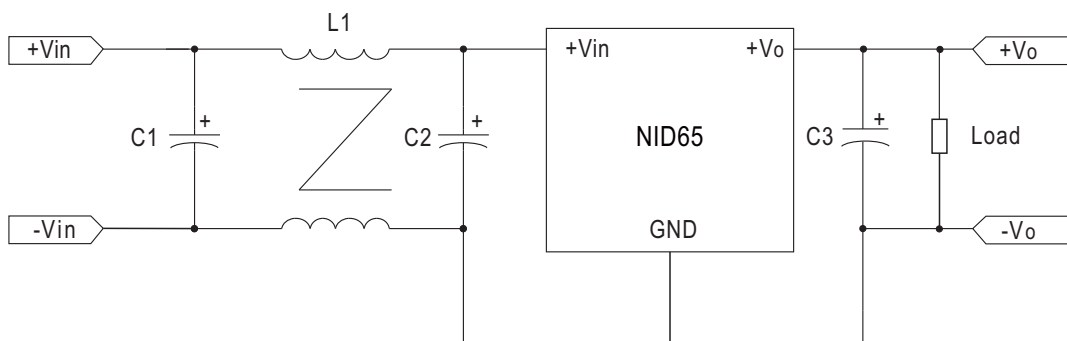 L1
+Vin
+Vin
+Vo
+Vo
+
+
+
C1
C2
NID65
C3
Load
-Vin
GND
-Vo